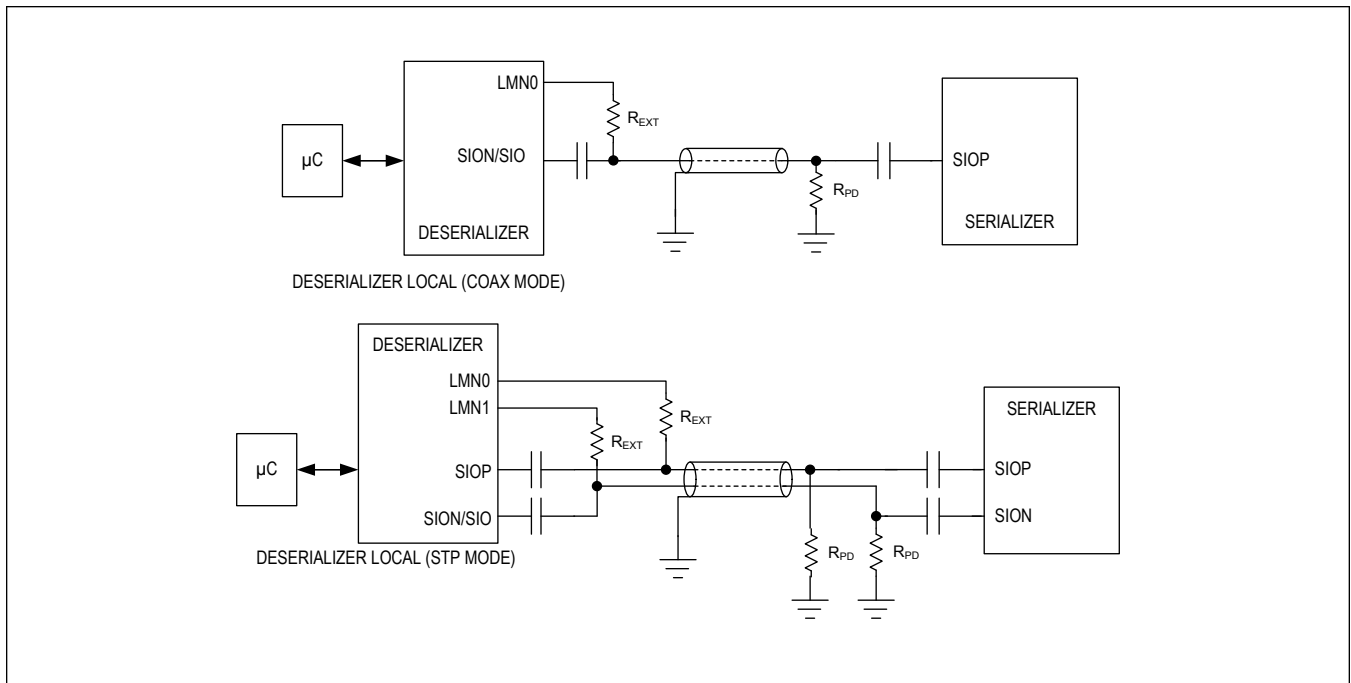 LMN0
R_EXT
µC
SION/SIO
SIOP
R_PD
DESERIALIZER
SERIALIZER
DESERIALIZER LOCAL (COAX MODE)
DESERIALIZER
SERIALIZER
LMN0
LMN1
R_EXT
R_EXT
µC
SIOP
SIOP
SION/SIO
SION
R_PD
R_PD
DESERIALIZER LOCAL (STP MODE)